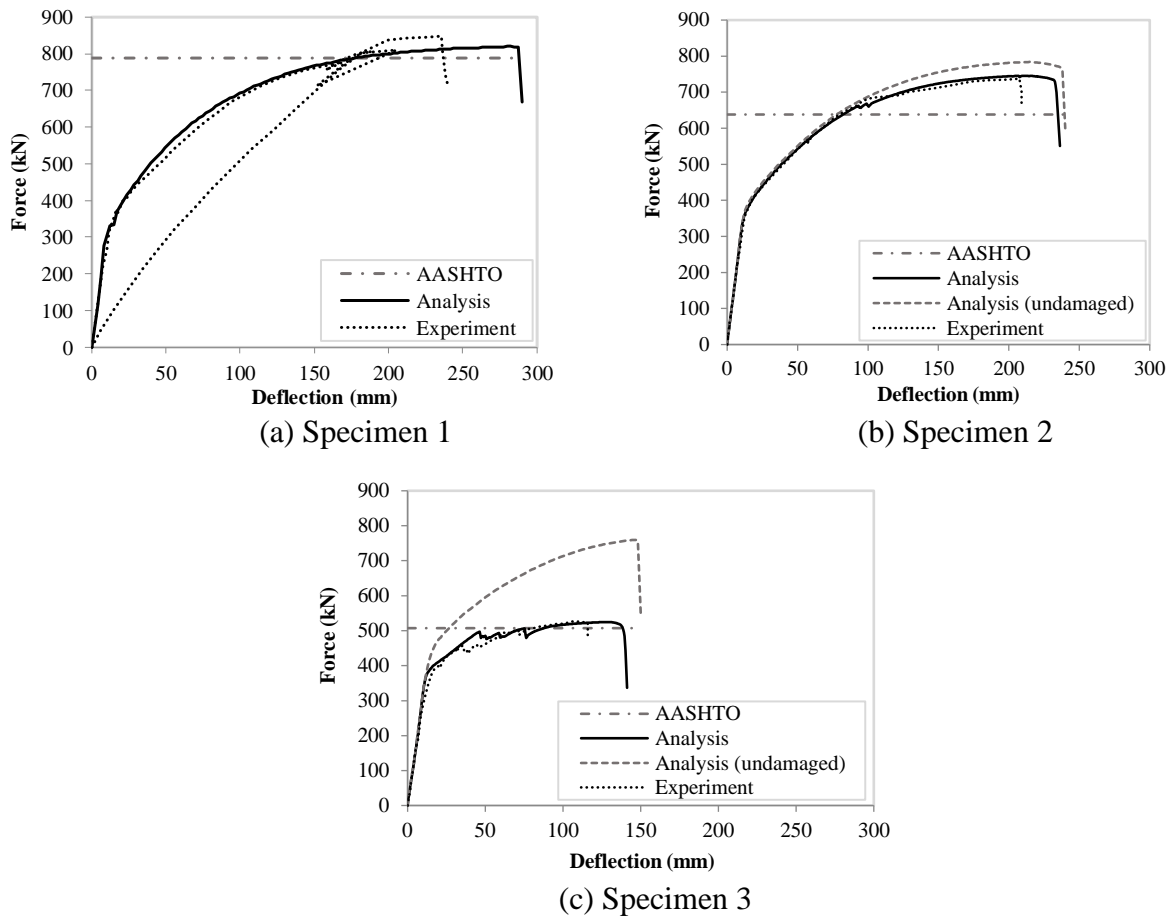 900
800
700
600
500
400
300
200
100
0
Force (kN)
AASHTO
Analysis
Experiment
0 50 100 150 200 250 300
Deflection (mm)
(a) Specimen 1
900
800
700
600
500
400
300
200
100
0
Force (kN)
AASHTO
Analysis
Analysis (undamaged)
Experiment
0 50 100 150 200 250 300
Deflection (mm)
(b) Specimen 2
900
800
700
600
500
400
300
200
100
0
Force (kN)
AASHTO
Analysis
Analysis (undamaged)
Experiment
0 50 100 150 200 250 300
Deflection (mm)
(c) Specimen 3